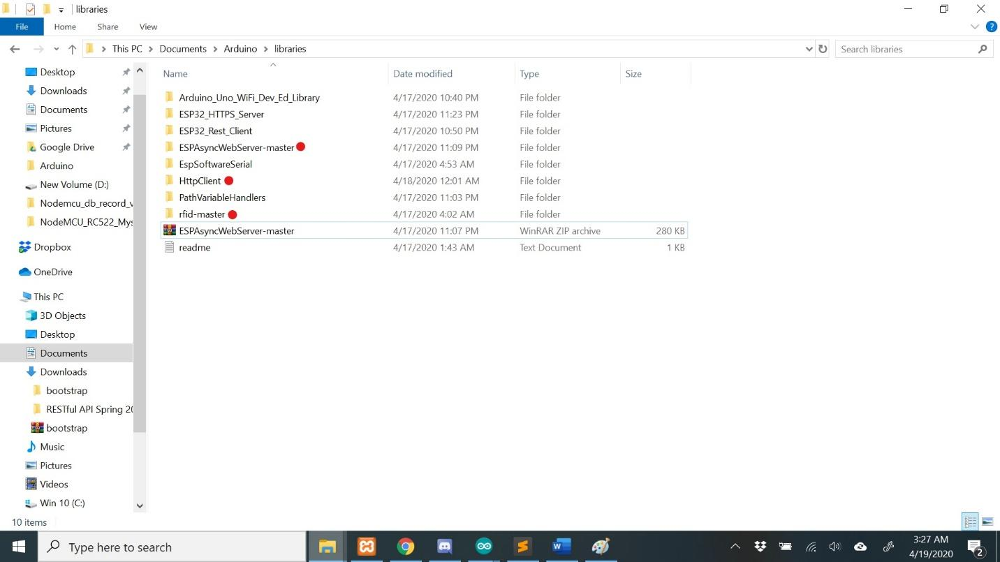 libraries
File Home Share View
This PC Documents Arduino libraries
Search libraries
Name Date modified Type Size
Arduino_Uno_WiFi_Dev_Ed_Library 4/17/2020 10:40 PM File folder
ESP32_HTTPS_Server 4/17/2020 11:23 PM File folder
ESP32_Rest_Client 4/17/2020 10:50 PM File folder
ESPAsyncWebServer-master 4/17/2020 11:09 PM File folder
EspSoftwareSerial 4/17/2020 4:53 AM File folder
HttpClient 4/18/2020 12:01 AM File folder
PathVariableHandlers 4/17/2020 11:03 PM File folder
rfid-master 4/17/2020 4:02 AM File folder
ESPAsyncWebServer-master 4/17/2020 11:07 PM WinRAR ZIP archive 280 KB
readme 4/17/2020 1:43 AM Text Document 1 KB
Desktop
Downloads
Documents
Pictures
Google Drive
Arduino
New Volume (D:)
Nodemcu_db_record_v
NodeMCU_RC522_Mys
Dropbox
OneDrive
This PC
3D Objects
Desktop
Documents
Downloads
bootstrap
RESTful API Spring 20
bootstrap
Music
Pictures
Videos
Win 10 (C:)
10 items
Type here to search
3:27 AM
4/19/2020
2